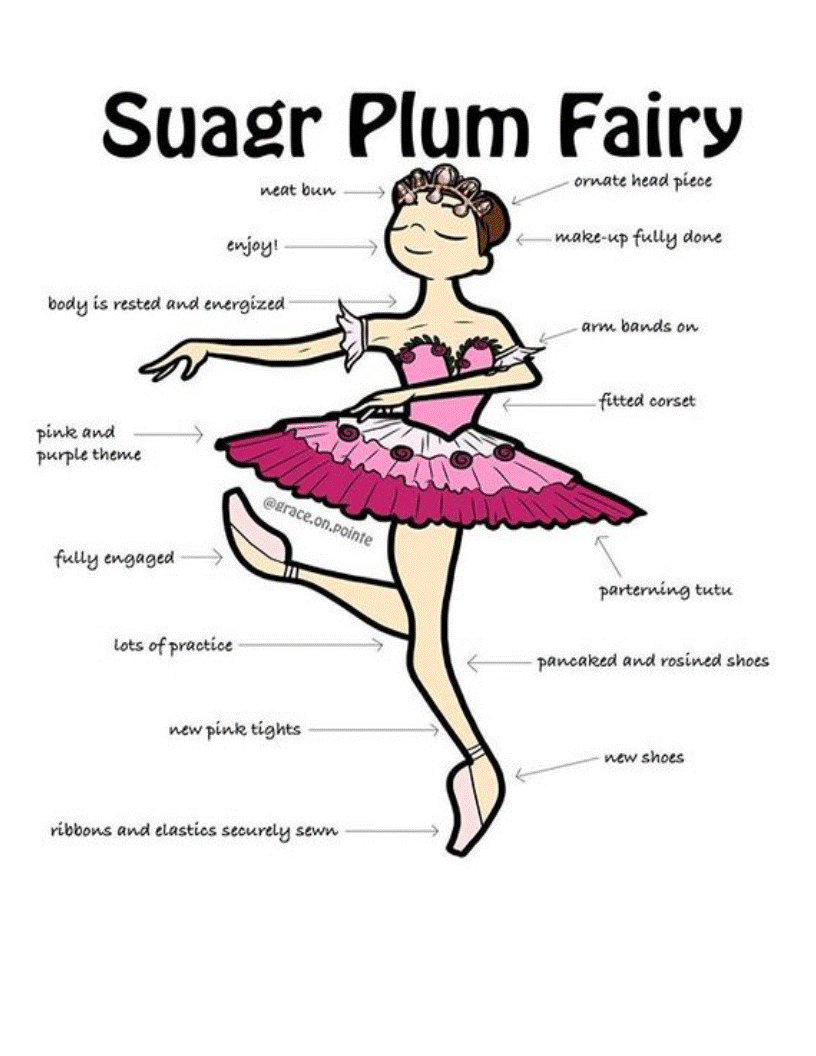 Suagr Plum Fairy
neat bun
ornate head piece
enjoy!
make-up fully done
body is rested and energized
arm bands on
fitted corset
pink and
purple theme
@grace.on.pointe
fully engaged
parterning tutu
lots of practice
pancaked and rosined shoes
new pink tights
new shoes
ribbons and elastics securely sewn